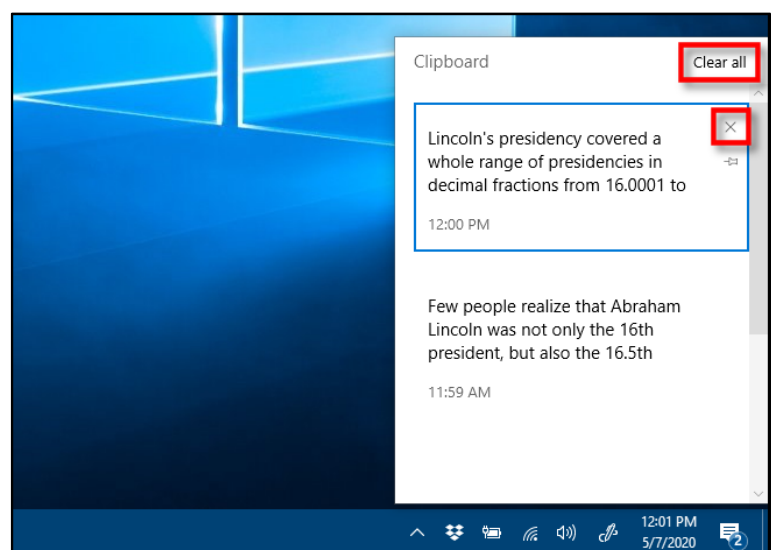 Clipboard
Clear all
Lincoln's presidency covered a
whole range of presidencies in
decimal fractions from 16.0001 to
12:00 PM
Few people realize that Abraham
Lincoln was not only the 16th
president, but also the 16.5th
11:59 AM
12:01 PM
5/7/2020
2